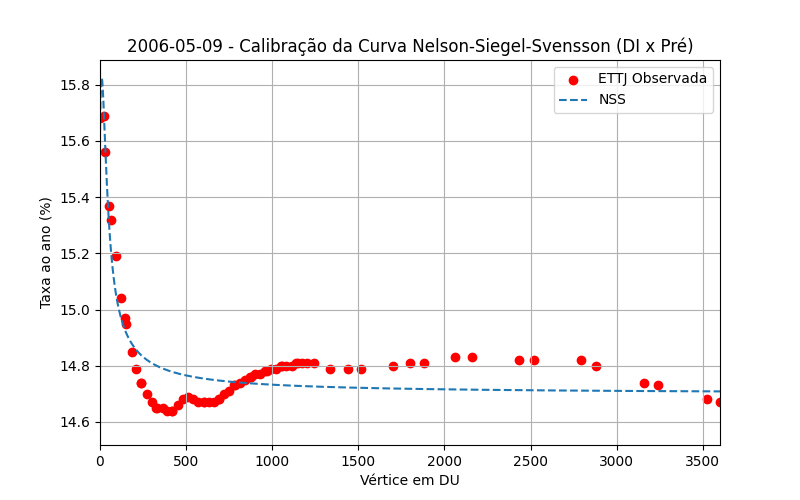 2006-05-09 - Calibração da Curva Nelson-Siegel-Svensson (DI x Pré)
ETTJ Observada
NSS
Taxa ao ano (%)
15.8
15.6
15.4
15.2
15.0
14.8
14.6
0 500 1000 1500 2000 2500 3000 3500
Vértice em DU